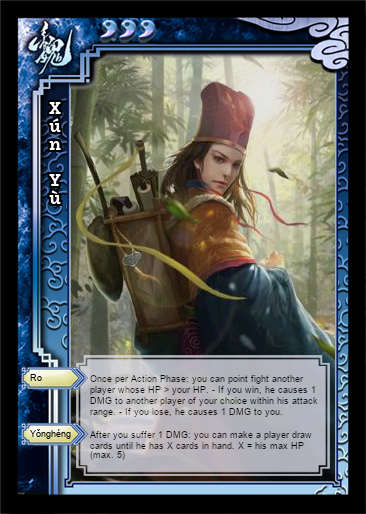 魏
Xún Yù
Ro
Once per Action Phase: you can point fight another
player whose HP > your HP. - If you win, he causes 1
DMG to another player of your choice within his attack
range. - If you lose, he causes 1 DMG to you.
Yǒnghéng
After you suffer 1 DMG: you can make a player draw
cards until he has X cards in hand. X = his max HP
(max. 5)